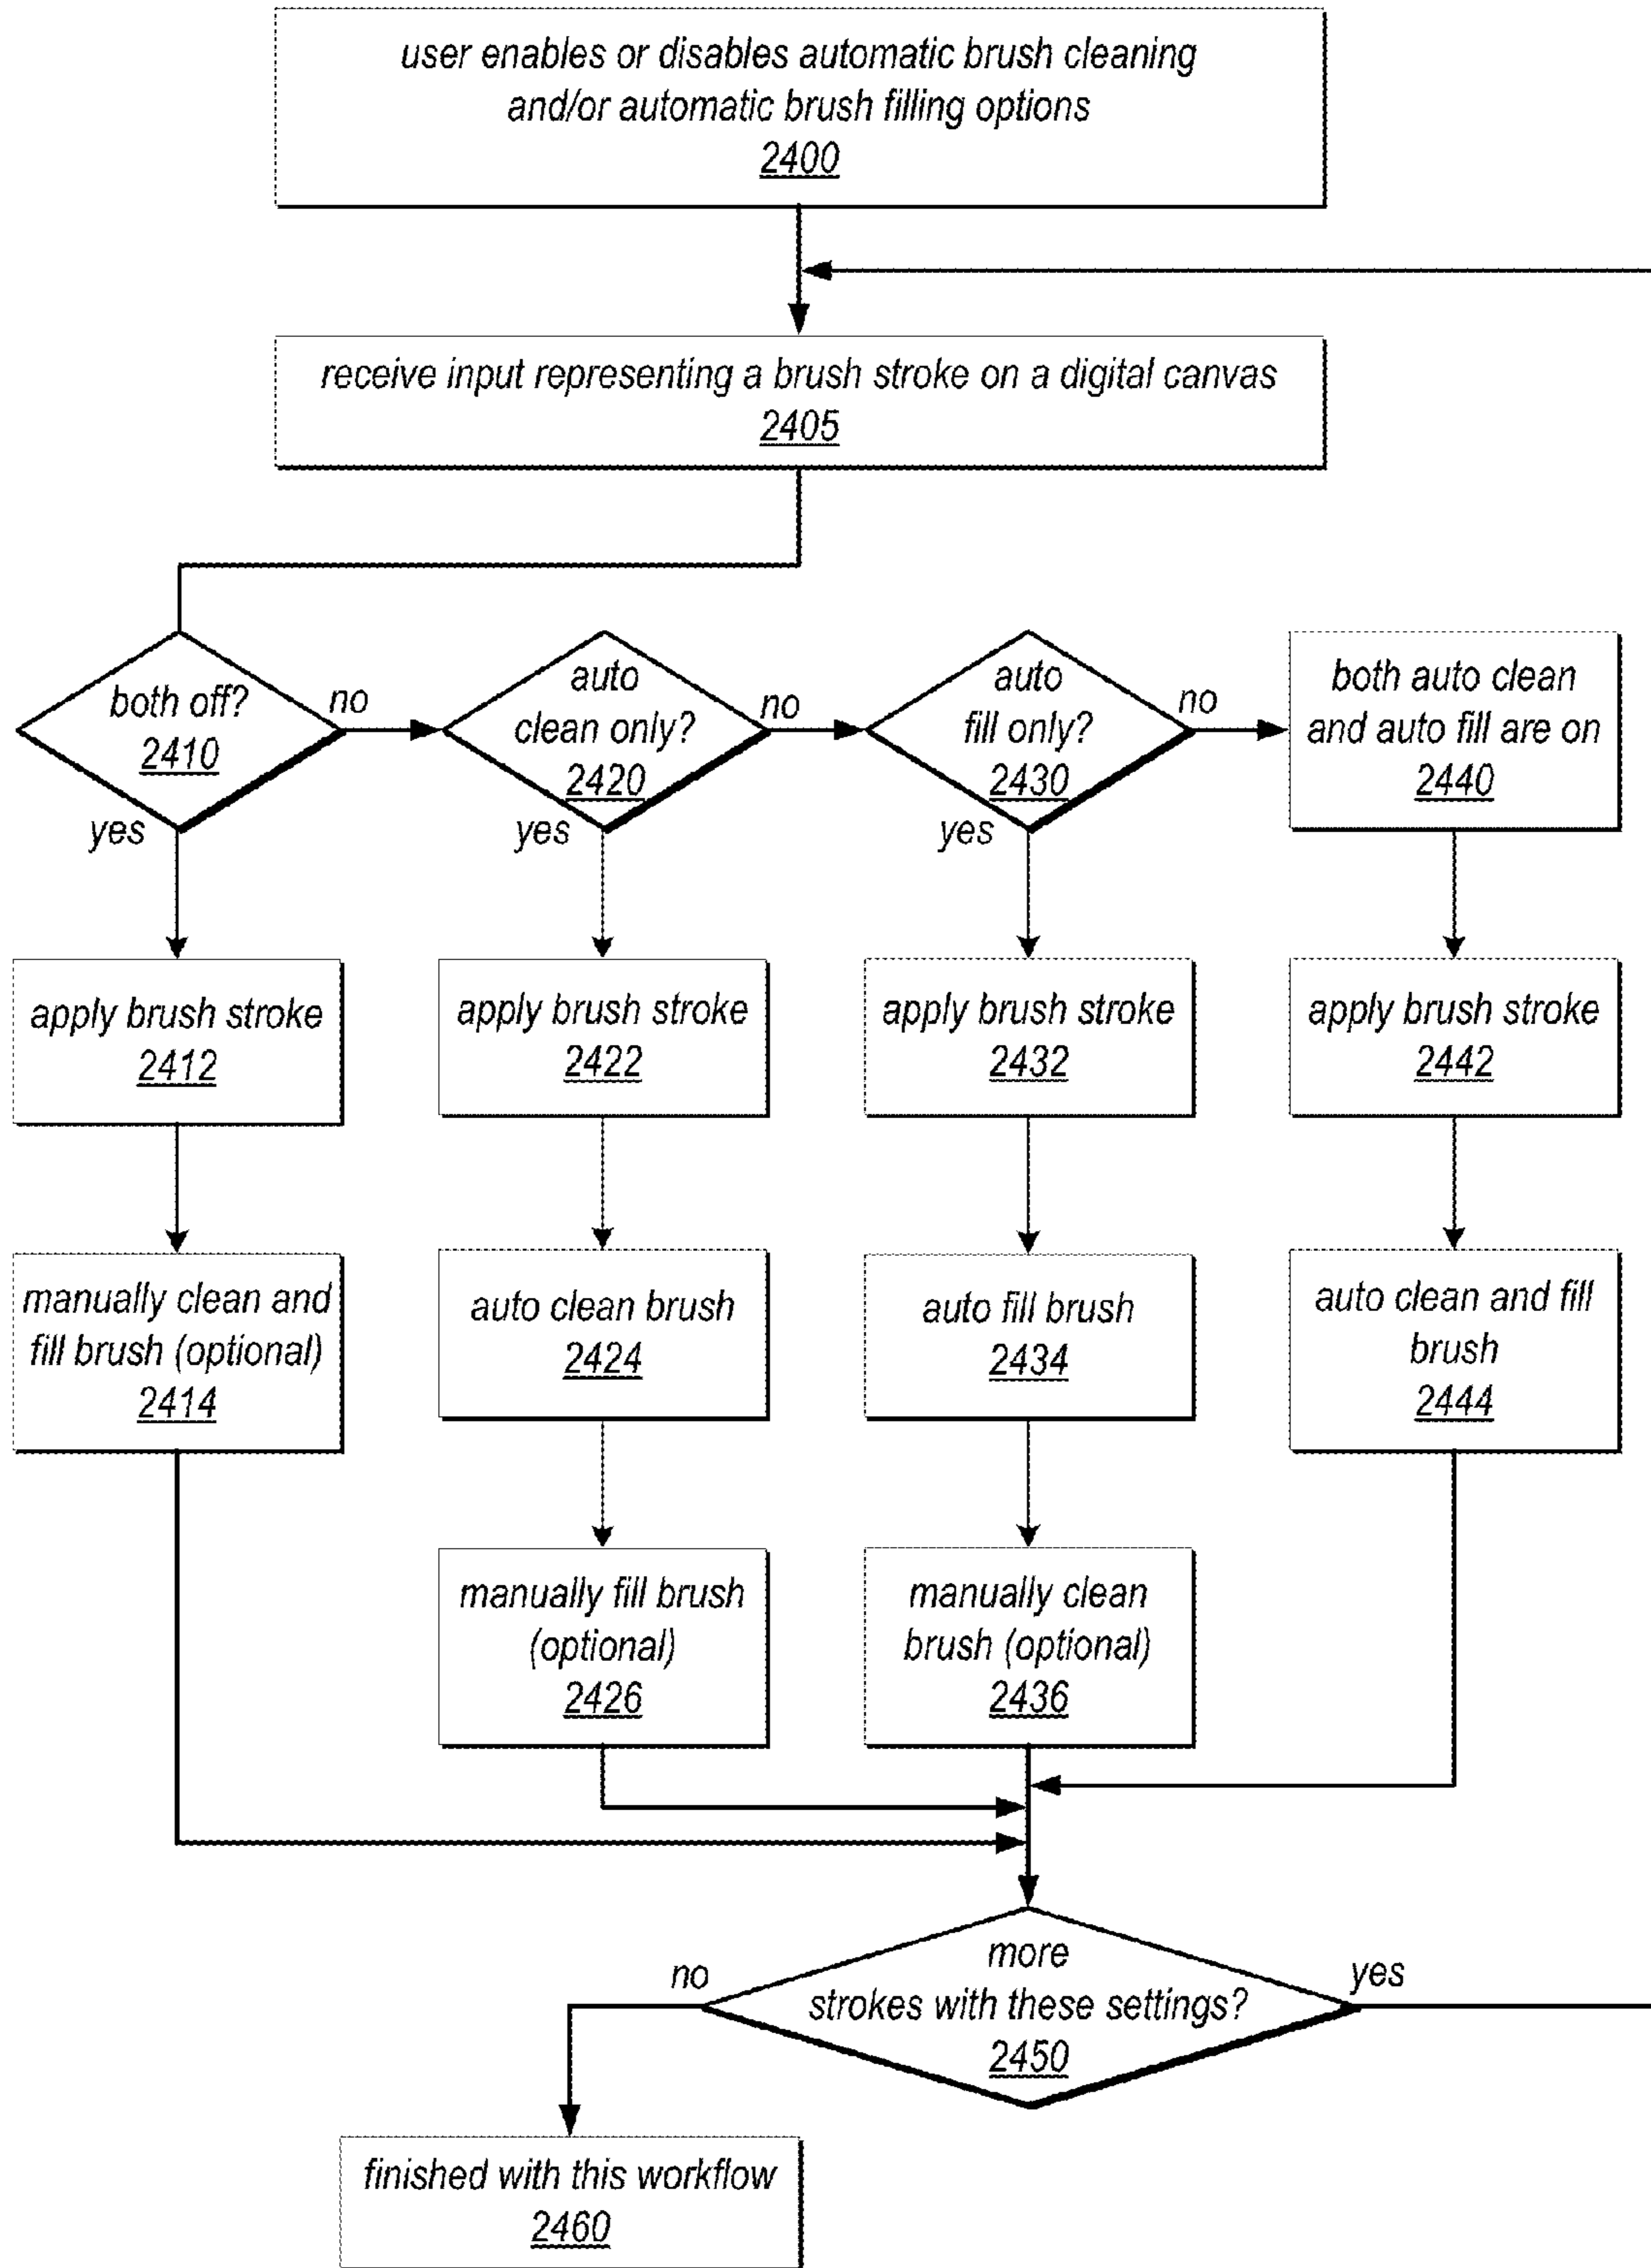 user enables or disables automatic brush cleaning
and/or automatic brush filling options
2400
receive input representing a brush stroke on a digital canvas
2405
both off?
2410
no
yes
auto
clean only?
2420
no
yes
auto
fill only?
2430
no
yes
both auto clean
and auto fill are on
2440
apply brush stroke
2412
apply brush stroke
2422
apply brush stroke
2432
apply brush stroke
2442
manually clean and
fill brush (optional)
2414
auto clean brush
2424
auto fill brush
2434
auto clean and fill
brush
2444
manually fill brush
(optional)
2426
manually clean
brush (optional)
2436
more
strokes with these settings?
2450
no
yes
finished with this workflow
2460